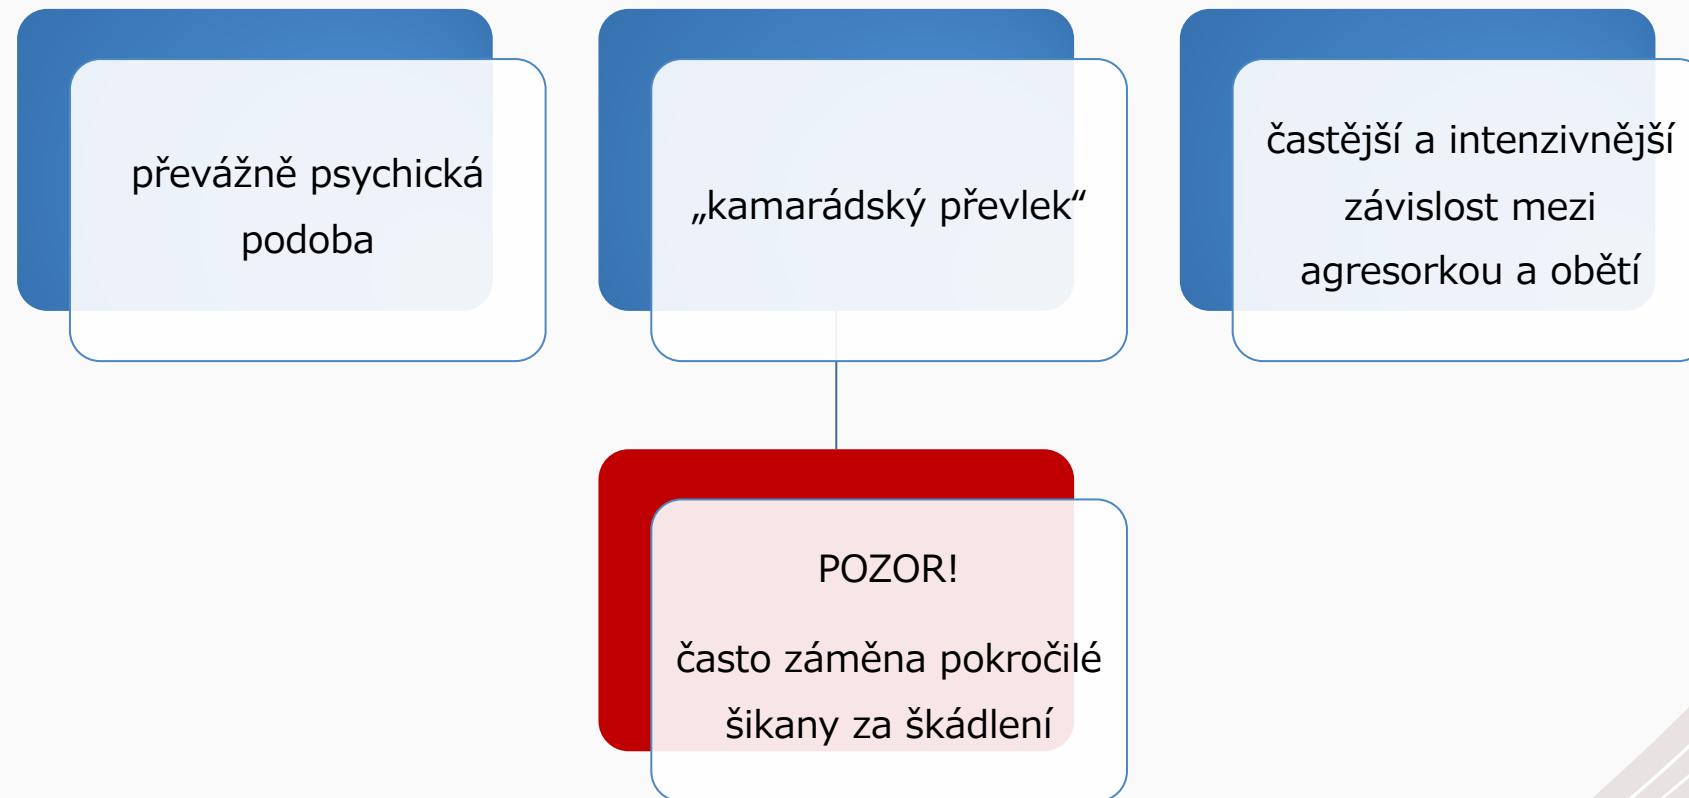 převážně psychická
podoba
„kamarádský převlek“
častější a intenzivnější
závislost mezi
agresorkou a obětí
POZOR!
často záměna pokročilé
šikany za škádlení